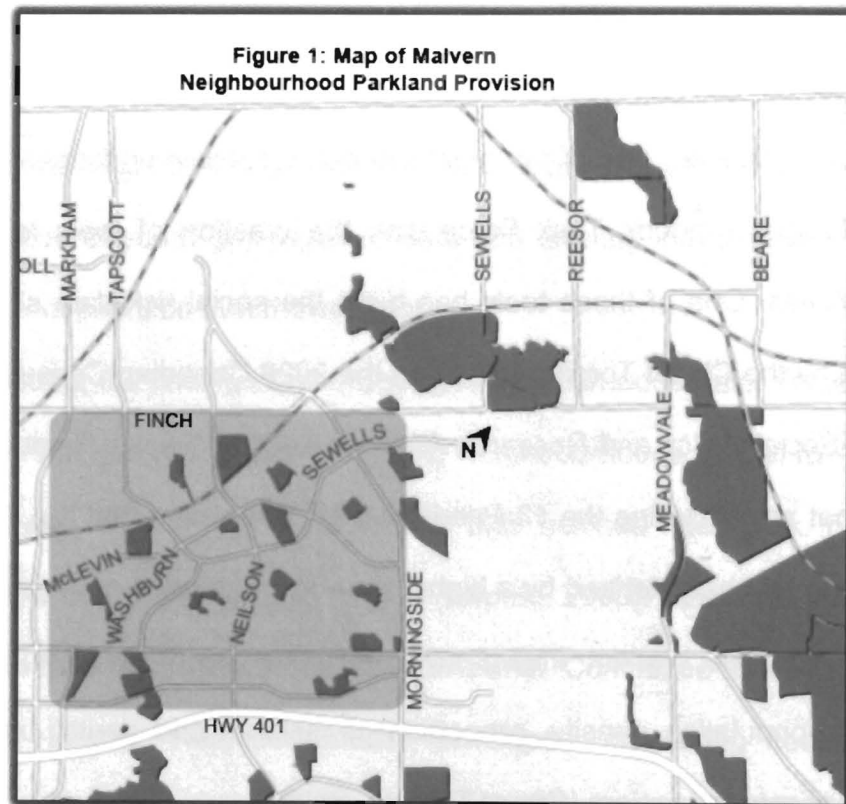 Figure 1: Map of Malvern
Neighbourhood Parkland Provision
MARKHAM
TAPSCOTT
SEWELLS
REESOR
BEARE
OLL
FINCH
SEWELLS
N
MEADOWVALE
McLEVIN
WASHBURN
NEILSON
MORNINGSIDE
HWY 401